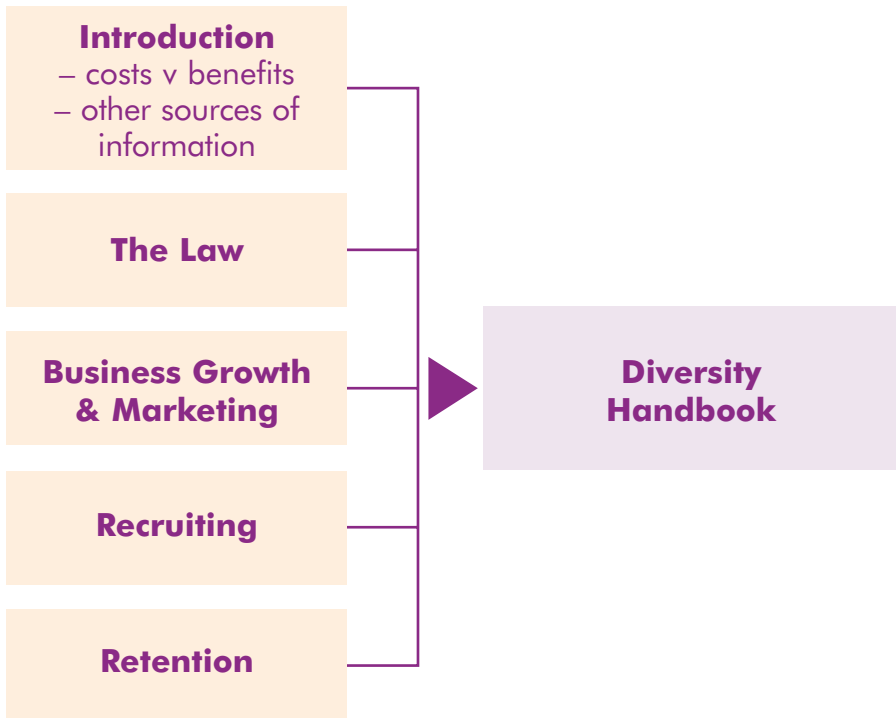 Introduction
– costs v benefits
– other sources of
information
The Law
Business Growth
& Marketing
Recruiting
Retention
Diversity
Handbook